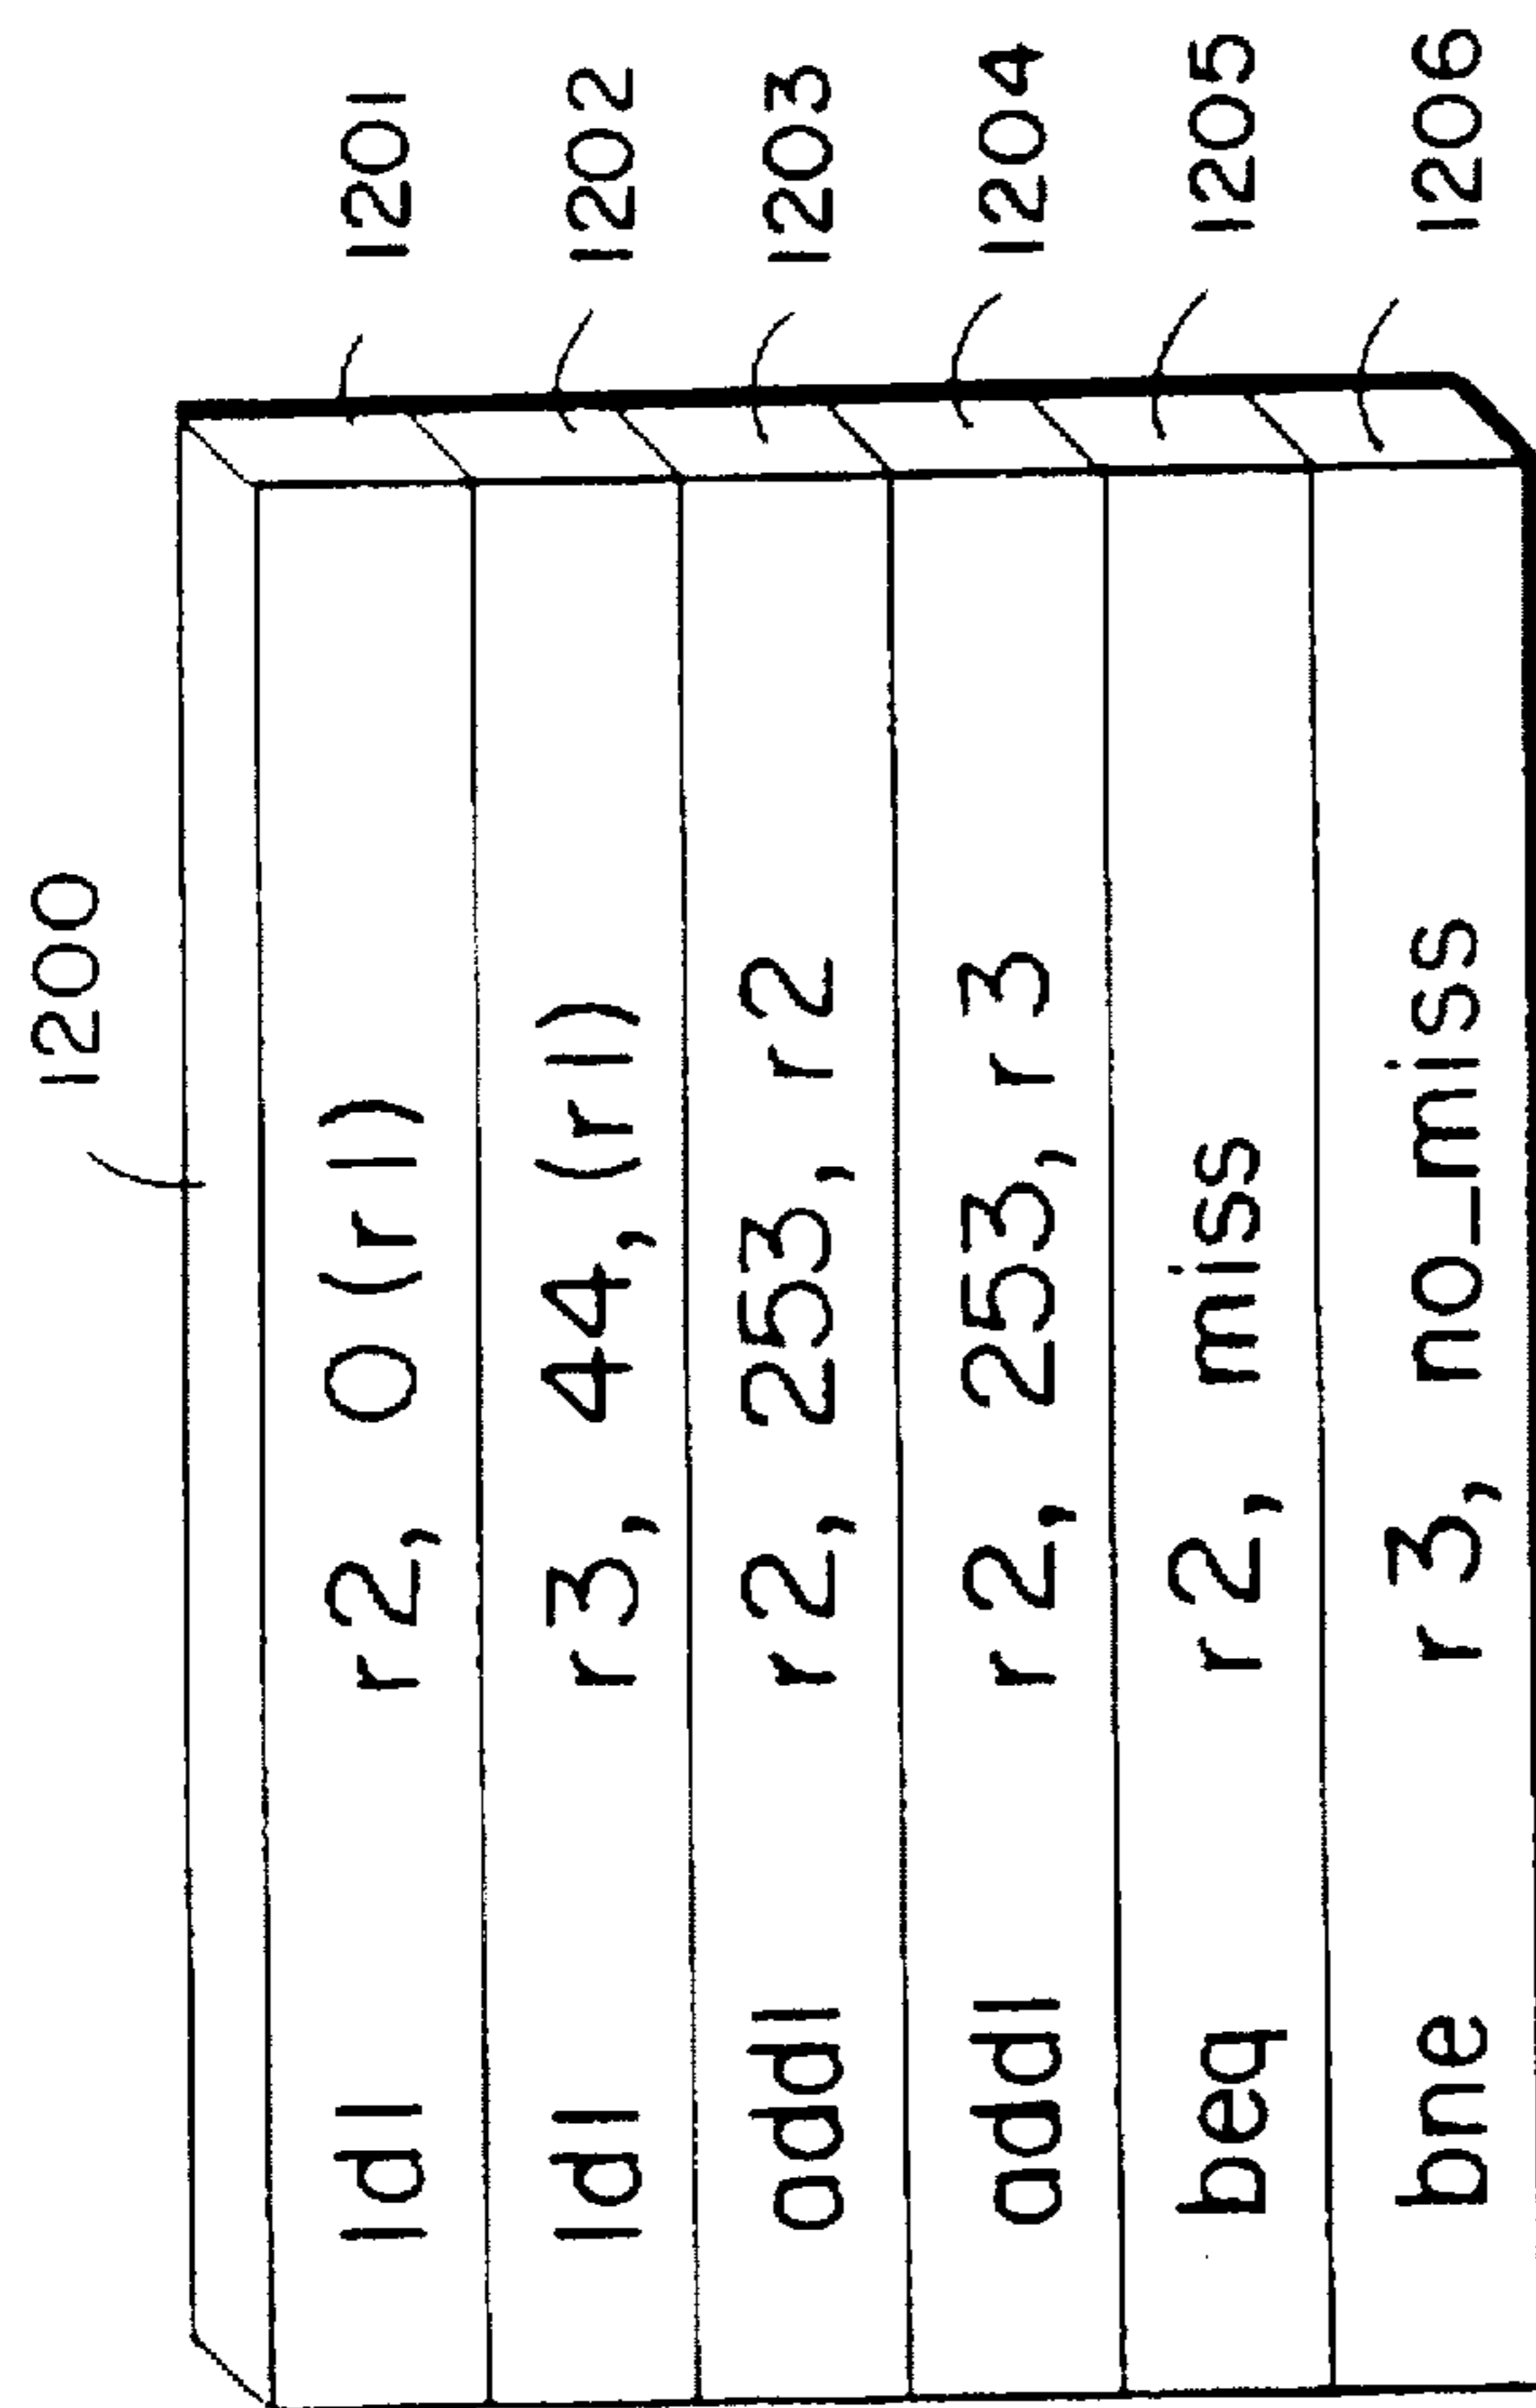 1200
ldl r2, 0(r1) 1201
ldl r3, 44,(r1) 1202
addl r2, 253, r2 1203
addl r2, 253, r3 1204
beq r2, miss 1205
bne r3, no_miss 1206